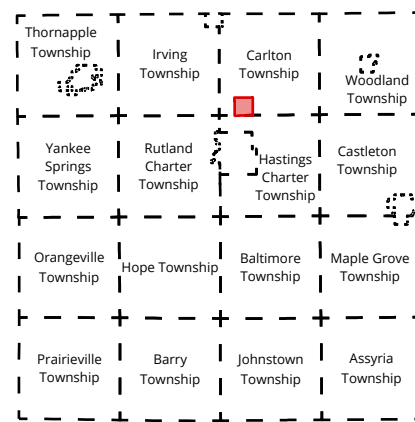 Thornapple
Township
Irving
Township
Carlton
Township
Woodland
Township
Yankee
Springs
Township
Rutland
Charter
Township
Hastings
Charter
Township
Castleton
Township
Orangeville
Township
Hope Township
Baltimore
Township
Maple Grove
Township
Prairieville
Township
Barry
Township
Johnstown
Township
Assyria
Township